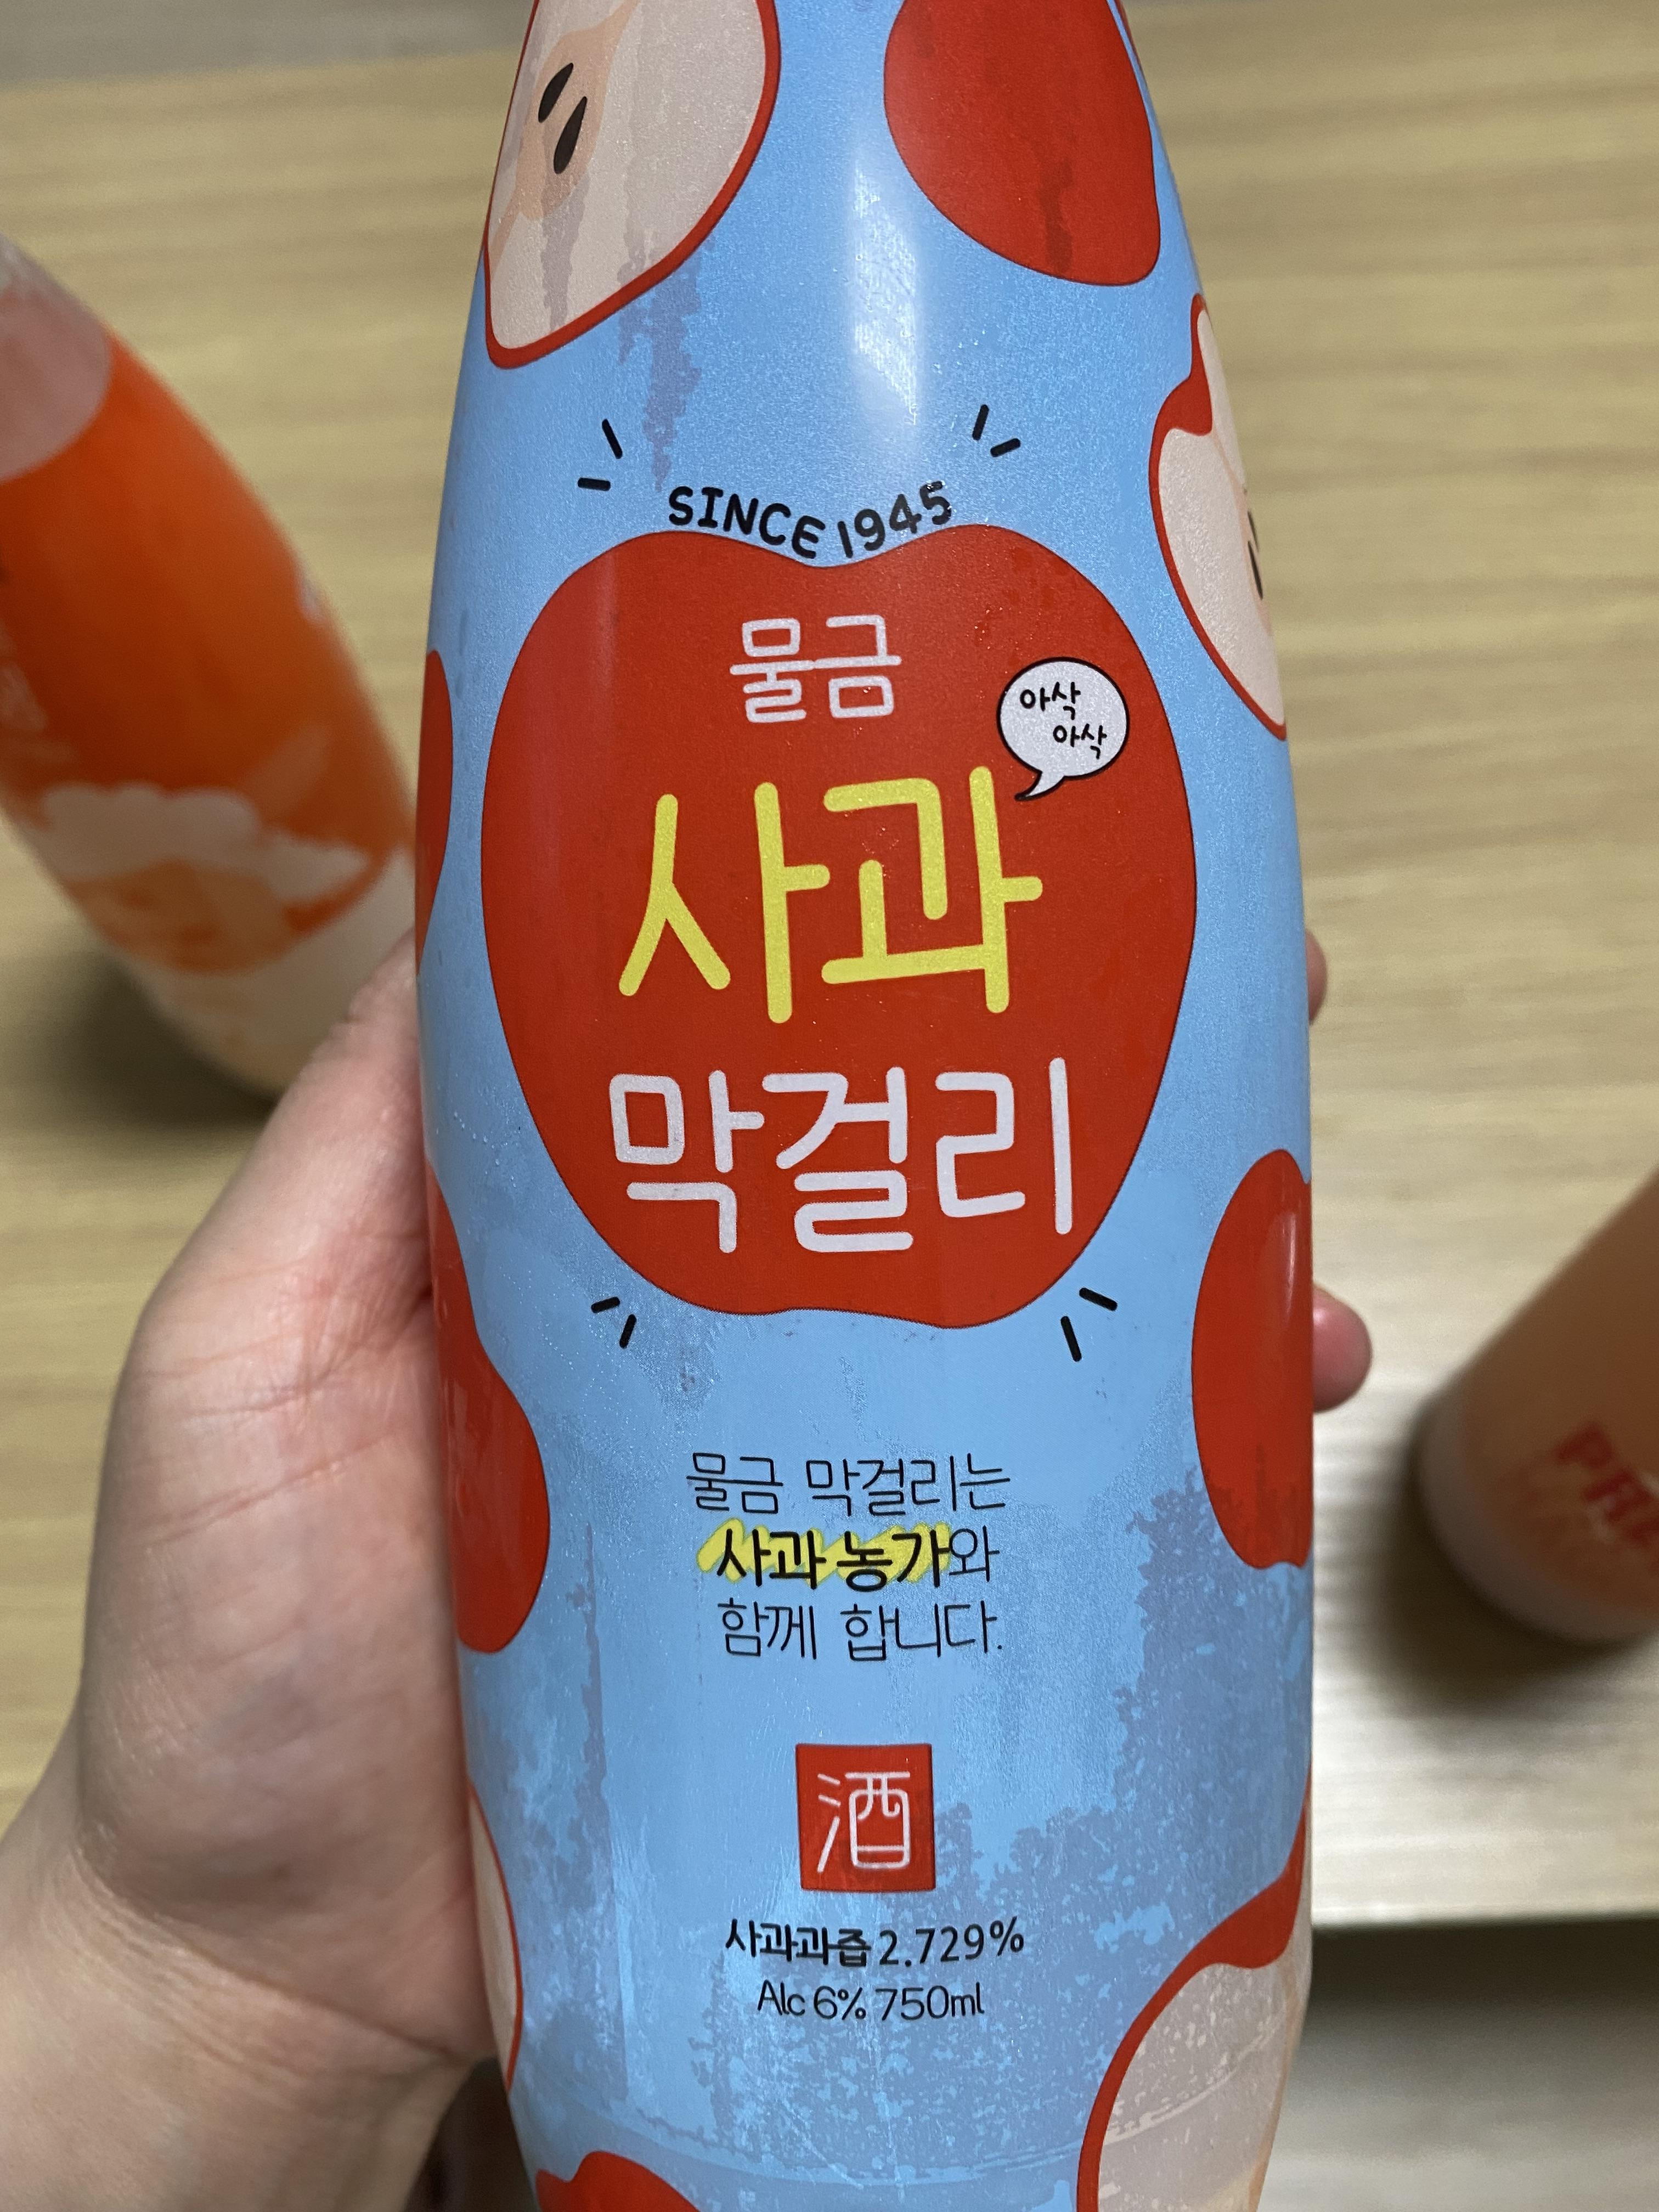 SINCE 1945
물금
아삭
아삭
사과
막걸리
물금 막걸리는
사과 농가와
함께 합니다.
酒
사과과즙 2.729%
Alc 6% 750ml